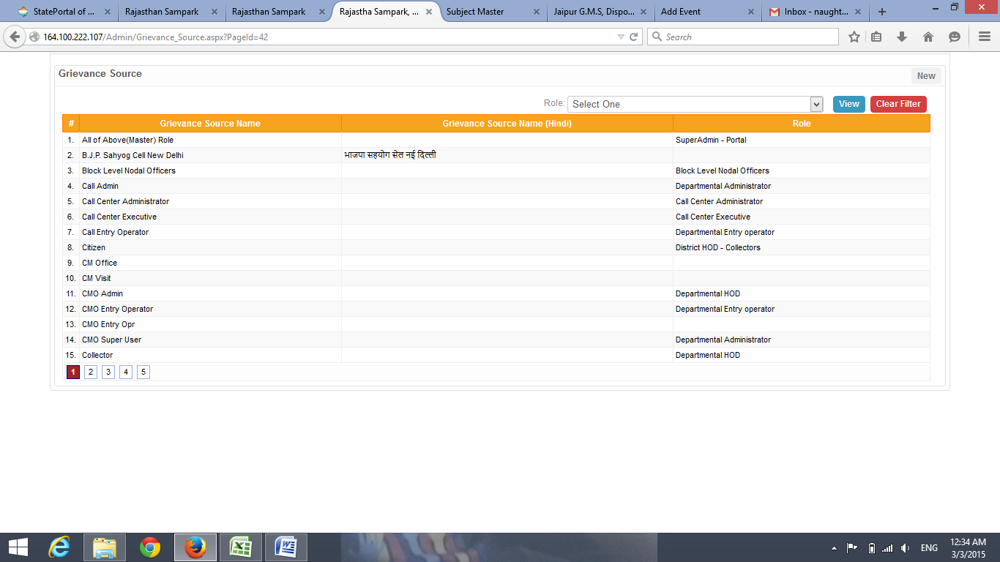 StatePortal of ... Rajasthan Sampark Rajasthan Sampark Rajastha Sampark, ... Subject Master Jaipur G.M.S, Dispo... Add Event Inbox - naught...
164.100.222.107/Admin/Grievance_Source.aspx?PageId=42 Search
Grievance Source New
Role: Select One View Clear Filter
# Grievance Source Name Grievance Source Name (Hindi) Role
1. All of Above(Master) Role SuperAdmin - Portal
2. B.J.P. Sahyog Cell New Delhi भाजपा सहयोग सेल नई दिल्ली
3. Block Level Nodal Officers Block Level Nodal Officers
4. Call Admin Departmental Administrator
5. Call Center Administrator Call Center Administrator
6. Call Center Executive Call Center Executive
7. Call Entry Operator Departmental Entry operator
8. Citizen District HOD - Collectors
9. CM Office
10. CM Visit
11. CMO Admin Departmental HOD
12. CMO Entry Operator Departmental Entry operator
13. CMO Entry Opr
14. CMO Super User Departmental Administrator
15. Collector Departmental HOD
1 2 3 4 5
ENG 12:34 AM
3/3/2015